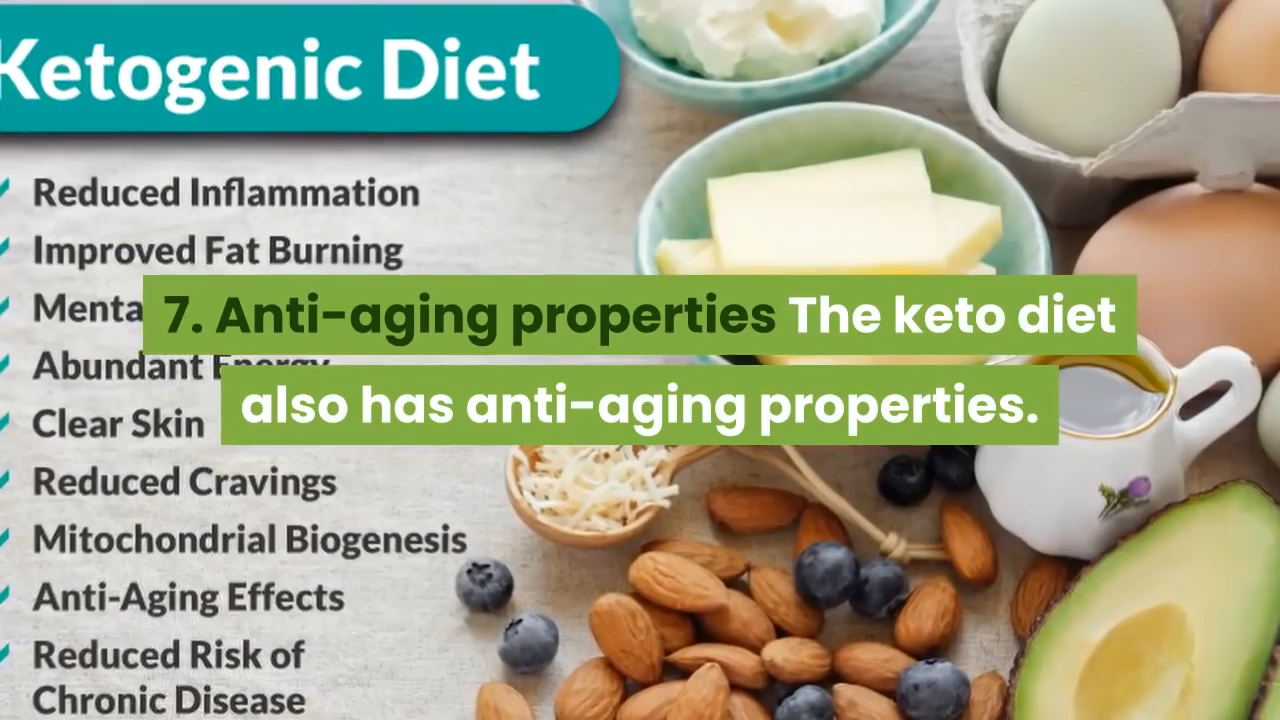 Ketogenic Diet
Reduced Inflammation
Improved Fat Burning
7. Anti-aging properties The keto diet
Abundant Energy
also has anti-aging properties.
Clear Skin
Reduced Cravings
Mitochondrial Biogenesis
Anti-Aging Effects
Reduced Risk of
Chronic Disease